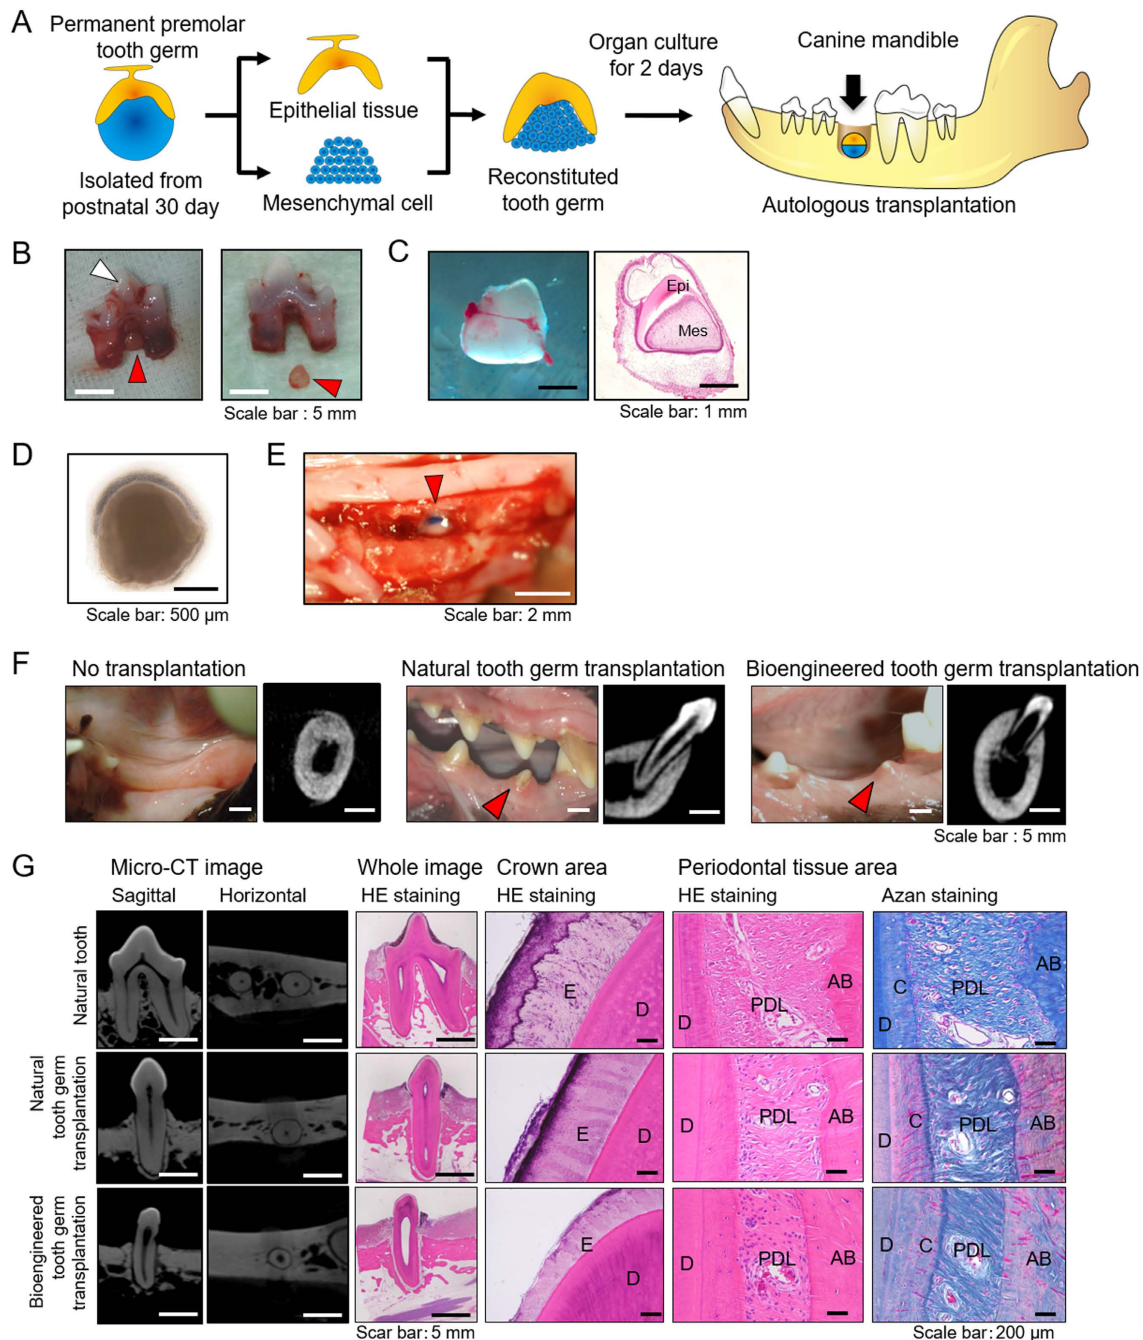 A
Permanent premolar
tooth germ
Isolated from
postnatal 30 day
Epithelial tissue
Mesenchymal cell
Reconstituted
tooth germ
Organ culture
for 2 days
Canine mandible
Autologous transplantation
B
Scale bar : 5 mm
C
Epi
Mes
Scale bar: 1 mm
D
Scale bar: 500 µm
E
Scale bar: 2 mm
F
No transplantation
Natural tooth germ transplantation
Bioengineered tooth germ transplantation
Scale bar : 5 mm
G
Micro-CT image
Whole image
Crown area
Periodontal tissue area
Sagittal
Horizontal
HE staining
HE staining
HE staining
Azan staining
Natural tooth
E
D
D
PDL
AB
D
C
PDL
AB
Natural
tooth germ
transplantation
E
D
D
PDL
AB
D
C
PDL
AB
Bioengineered
tooth germ
transplantation
E
D
D
PDL
AB
D
C
PDL
AB
Scar bar: 5 mm
Scale bar: 200 µm